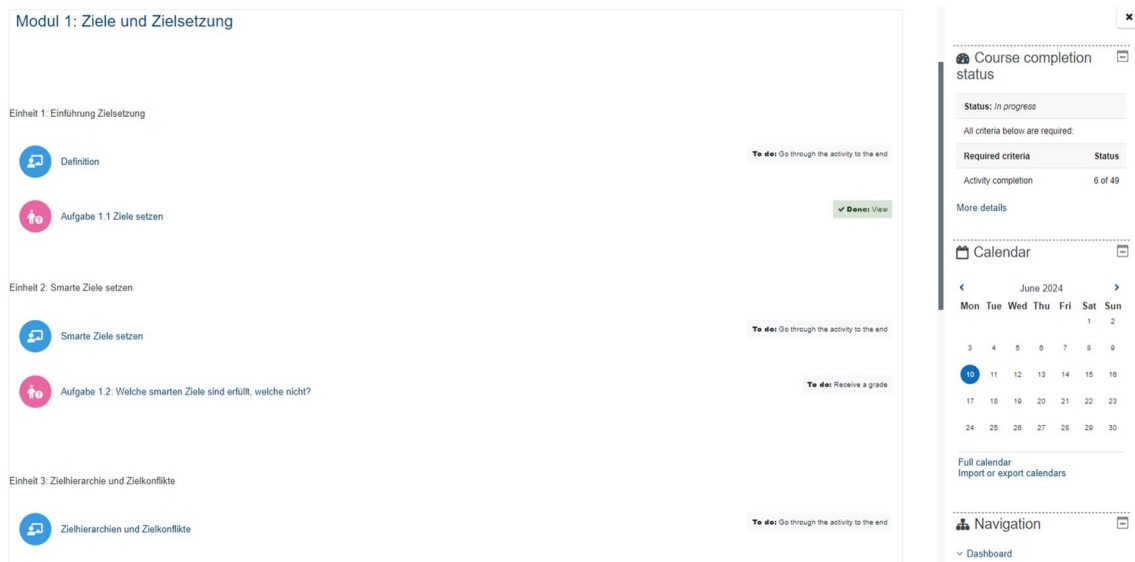 Modul 1: Ziele und Zielsetzung
Einheit 1: Einführung Zielsetzung
Definition
To do: Go through the activity to the end
Aufgabe 1.1 Ziele setzen
✓ Done: View
Einheit 2: Smarte Ziele setzen
Smarte Ziele setzen
To do: Go through the activity to the end
Aufgabe 1.2: Welche smarten Ziele sind erfüllt, welche nicht?
To do: Receive a grade
Einheit 3: Zielhierarchie und Zielkonflikte
Zielhierarchien und Zielkonflikte
To do: Go through the activity to the end
Course completion
status
Status: In progress
All criteria below are required:
Required criteria Status
Activity completion 6 of 49
More details
Calendar
June 2024
Mon Tue Wed Thu Fri Sat Sun
1 2
3 4 5 6 7 8 9
10 11 12 13 14 15 16
17 18 19 20 21 22 23
24 25 26 27 28 29 30
Full calendar
Import or export calendars
Navigation
Dashboard